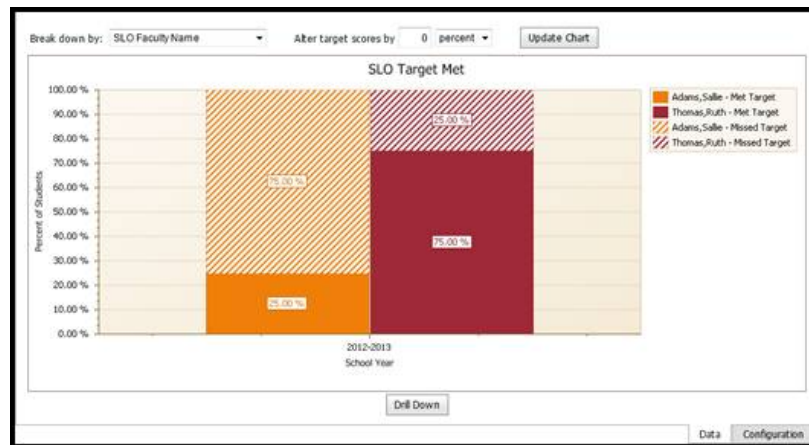 Break down by: SLO Faculty Name Alter target scores by 0 percent Update Chart
SLO Target Met
100.00 %
90.00 %
80.00 %
70.00 %
60.00 %
50.00 %
40.00 %
30.00 %
20.00 %
10.00 %
0.00 %
Percent of Students
25.00 %
75.00 %
75.00 %
25.00 %
Adams,Sallie - Met Target
Thomas,Ruth - Met Target
Adams,Sallie - Missed Target
Thomas,Ruth - Missed Target
2012-2013
School Year
Drill Down
Data Configuration